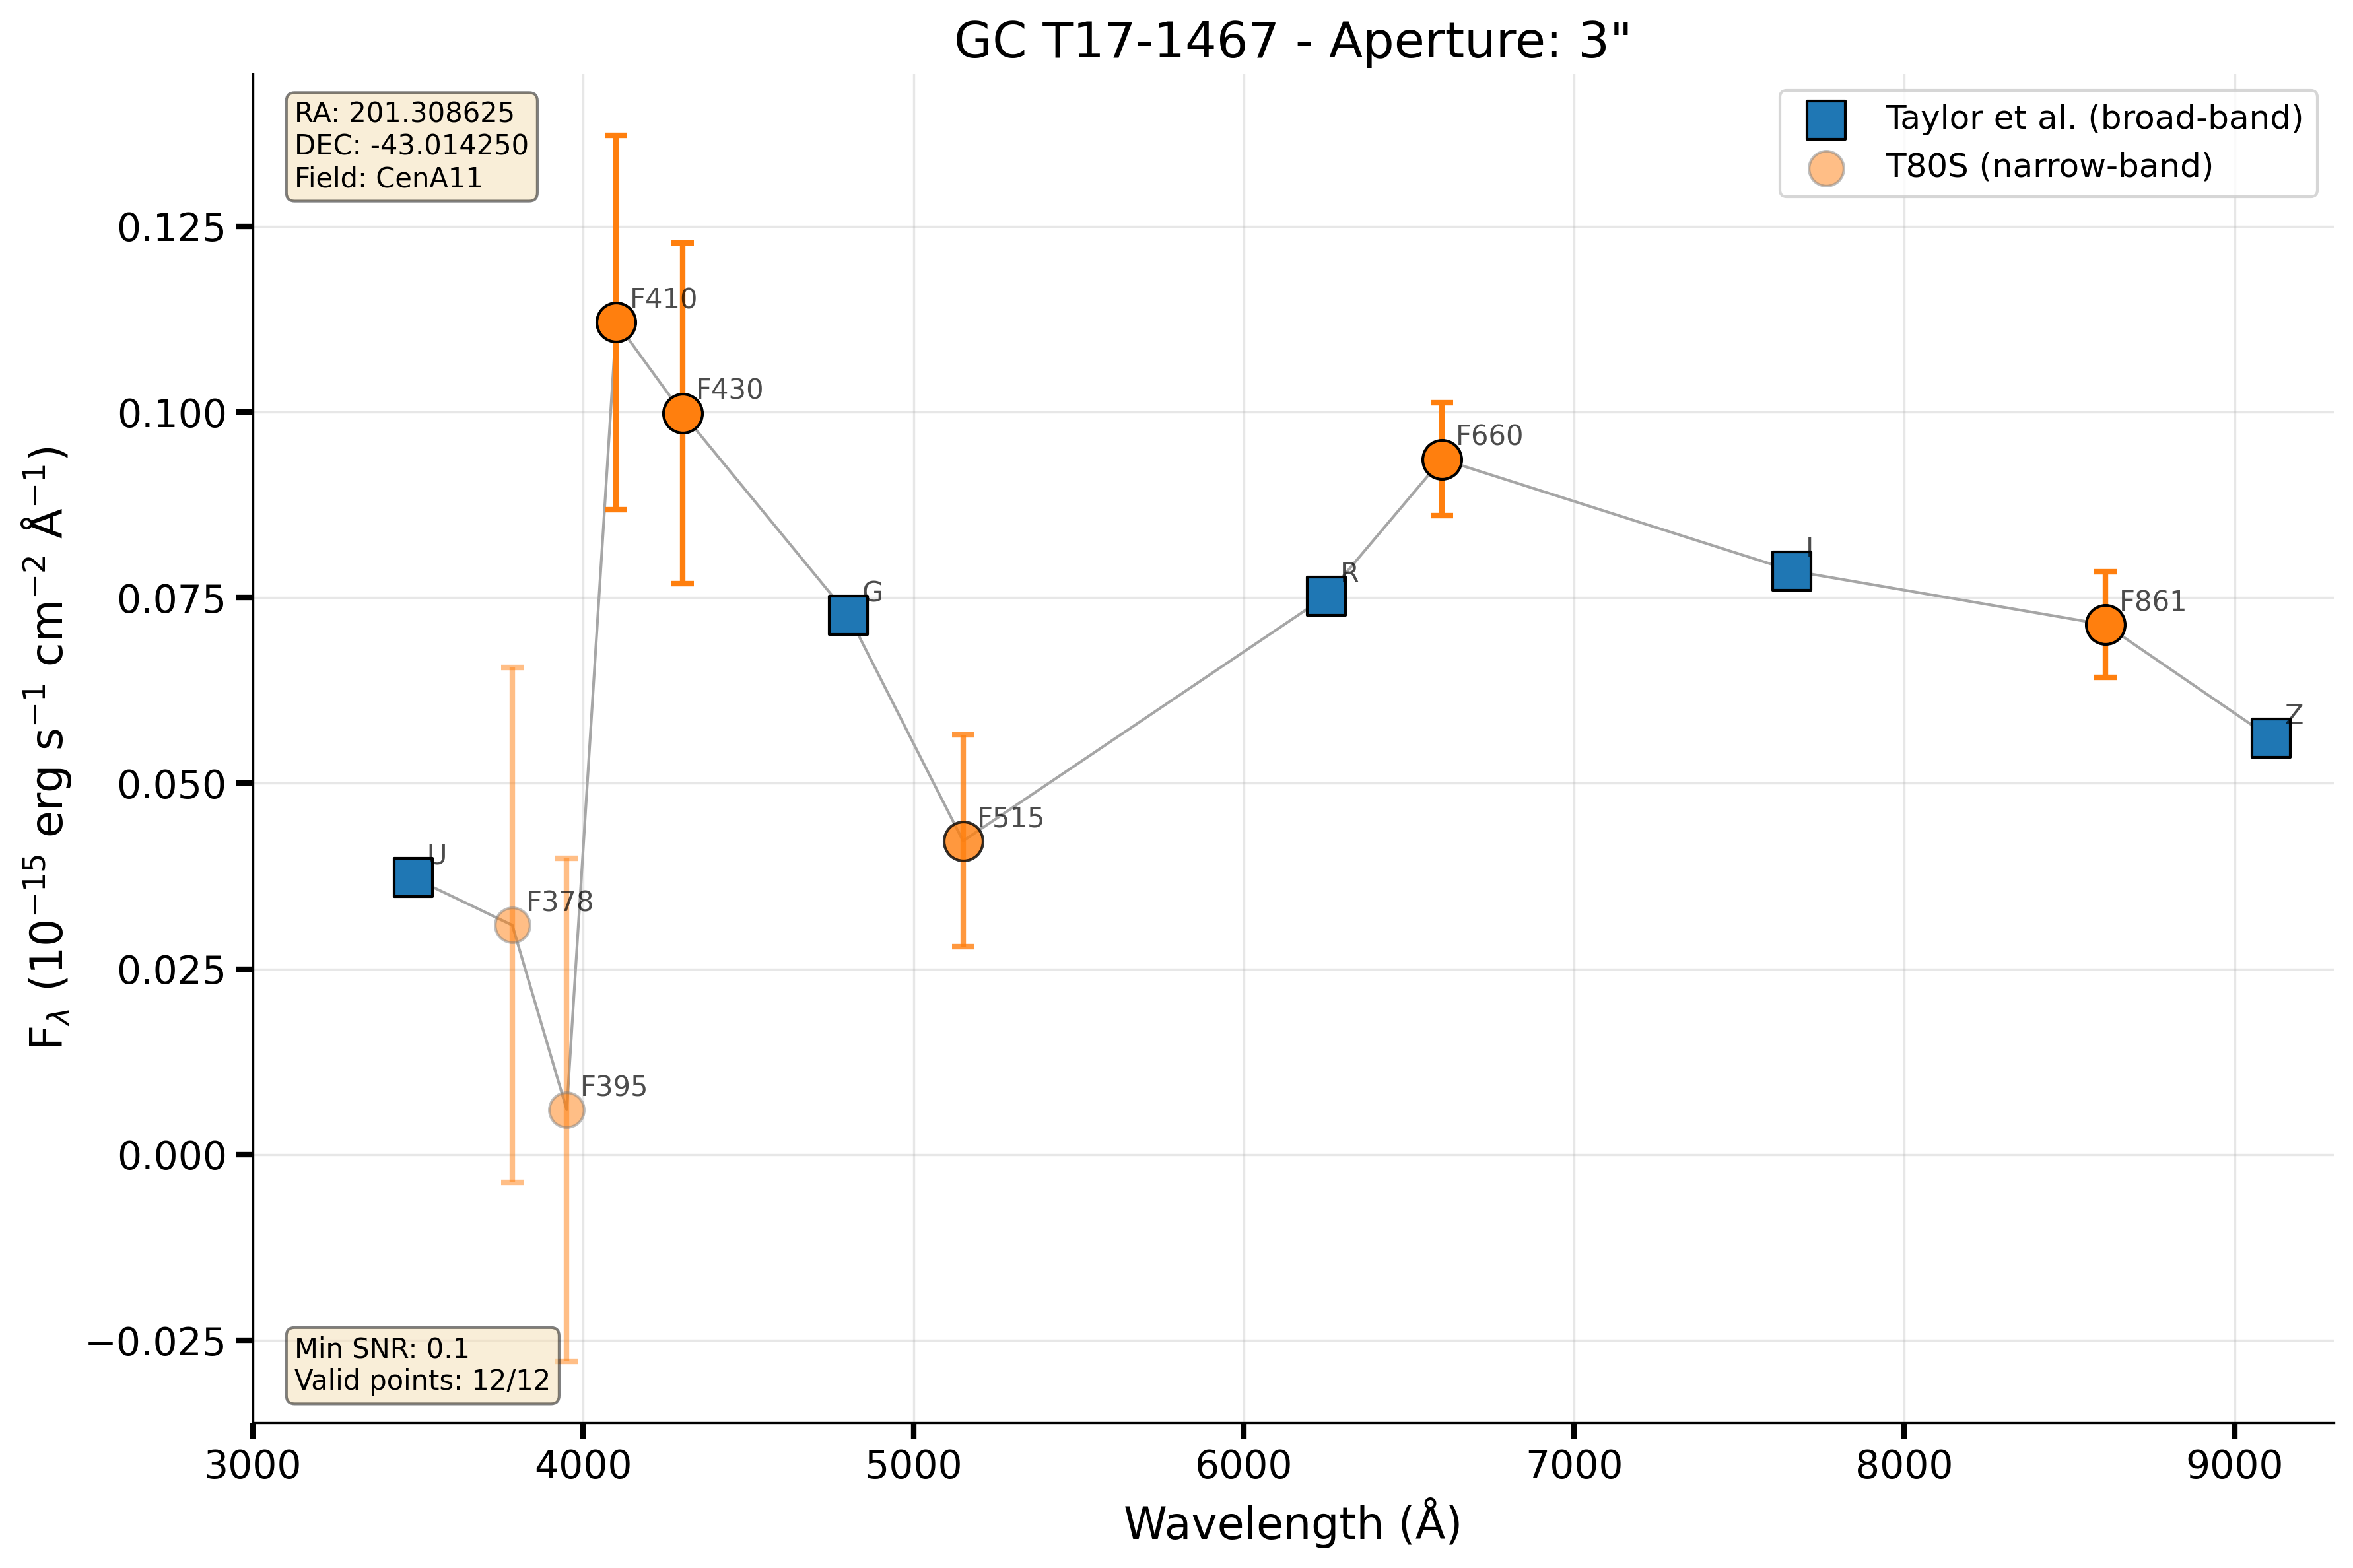 GC T17-1467 - Aperture: 3"
RA: 201.308625
DEC: -43.014250
Field: CenA11
Taylor et al. (broad-band)
T80S (narrow-band)
F410
F430
G
F515
R
F660
I
F861
Z
U
F378
F395
0.125
0.100
0.075
0.050
0.025
0.000
−0.025
Fλ (10⁻¹⁵ erg s⁻¹ cm⁻² Å⁻¹)
Min SNR: 0.1
Valid points: 12/12
3000 4000 5000 6000 7000 8000 9000
Wavelength (Å)